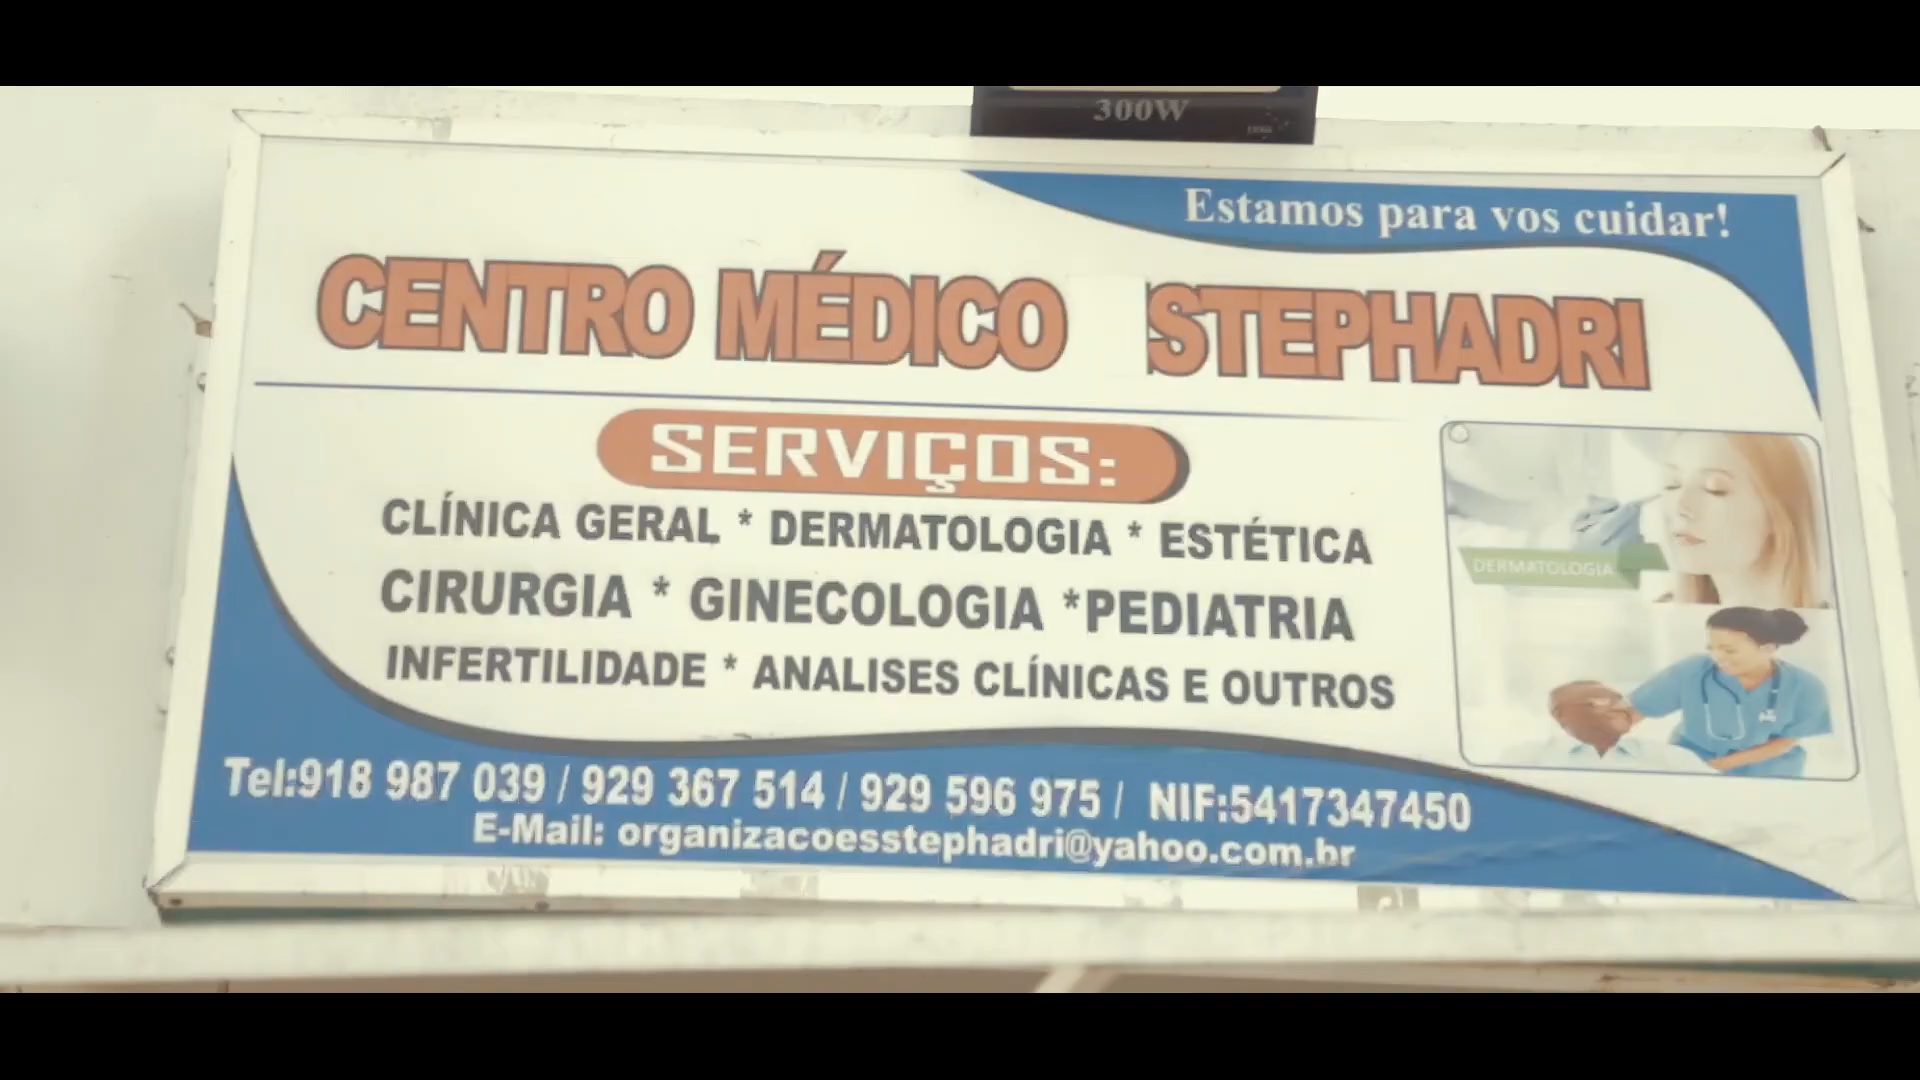 300W
Estamos para vos cuidar!
CENTRO MÉDICO STEPHADRI
SERVIÇOS:
CLÍNICA GERAL * DERMATOLOGIA * ESTÉTICA
CIRURGIA * GINECOLOGIA *PEDIATRIA
INFERTILIDADE * ANALISES CLÍNICAS E OUTROS
DERMATOLOGIA
Tel:918 987 039 / 929 367 514 / 929 596 975 / NIF:5417347450
E-Mail: organizacoesstephadri@yahoo.com.br